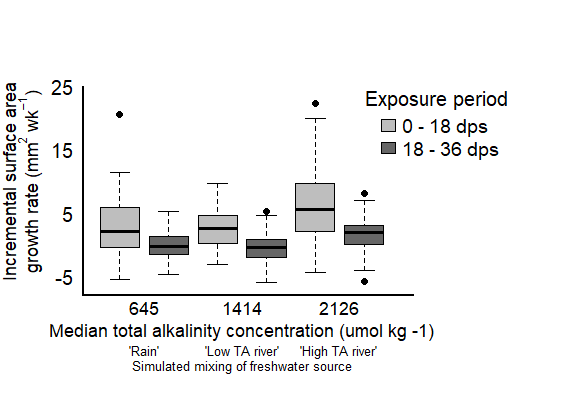 Incremental surface area
growth rate (mm² wk⁻¹)
25
15
5
-5
Exposure period
0 - 18 dps
18 - 36 dps
645 1414 2126
Median total alkalinity concentration (umol kg -1)
'Rain' 'Low TA river' 'High TA river'
Simulated mixing of freshwater source